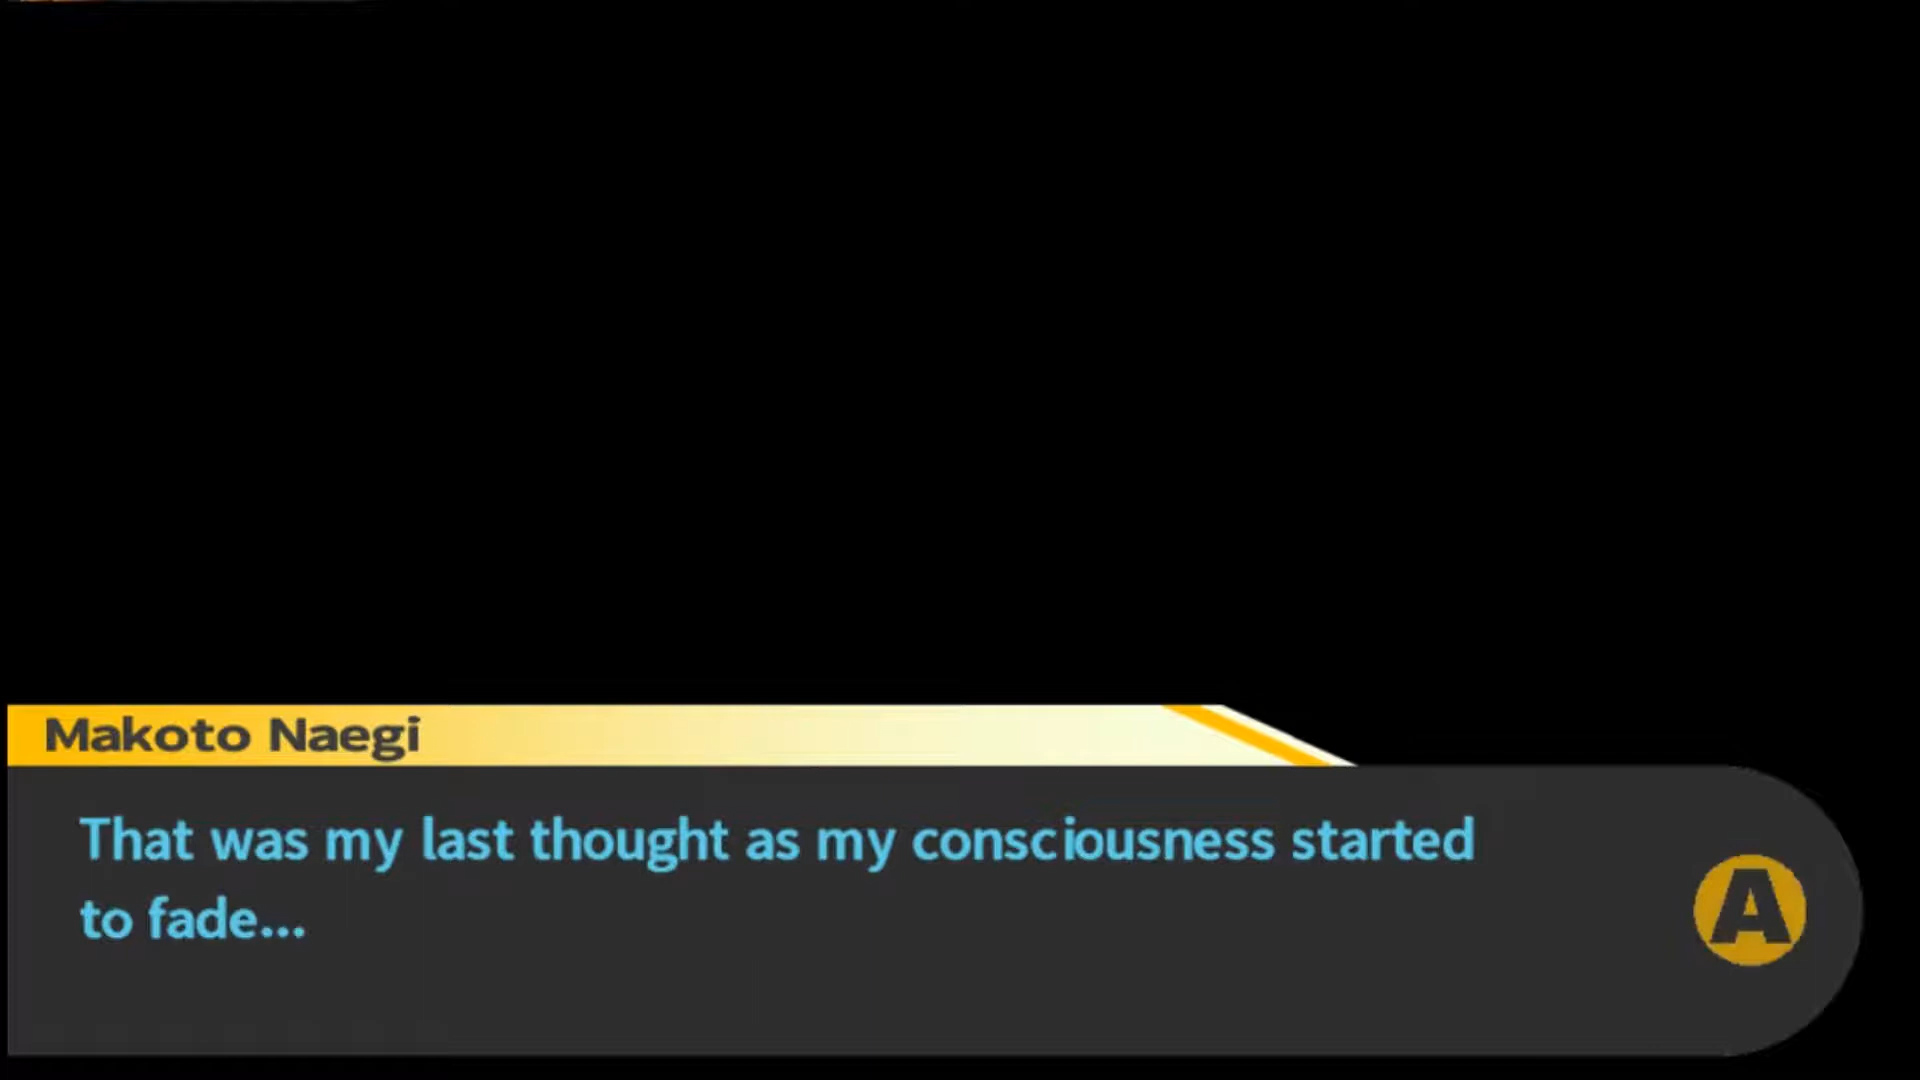 Makoto Naegi
That was my last thought as my consciousness started
to fade...
A